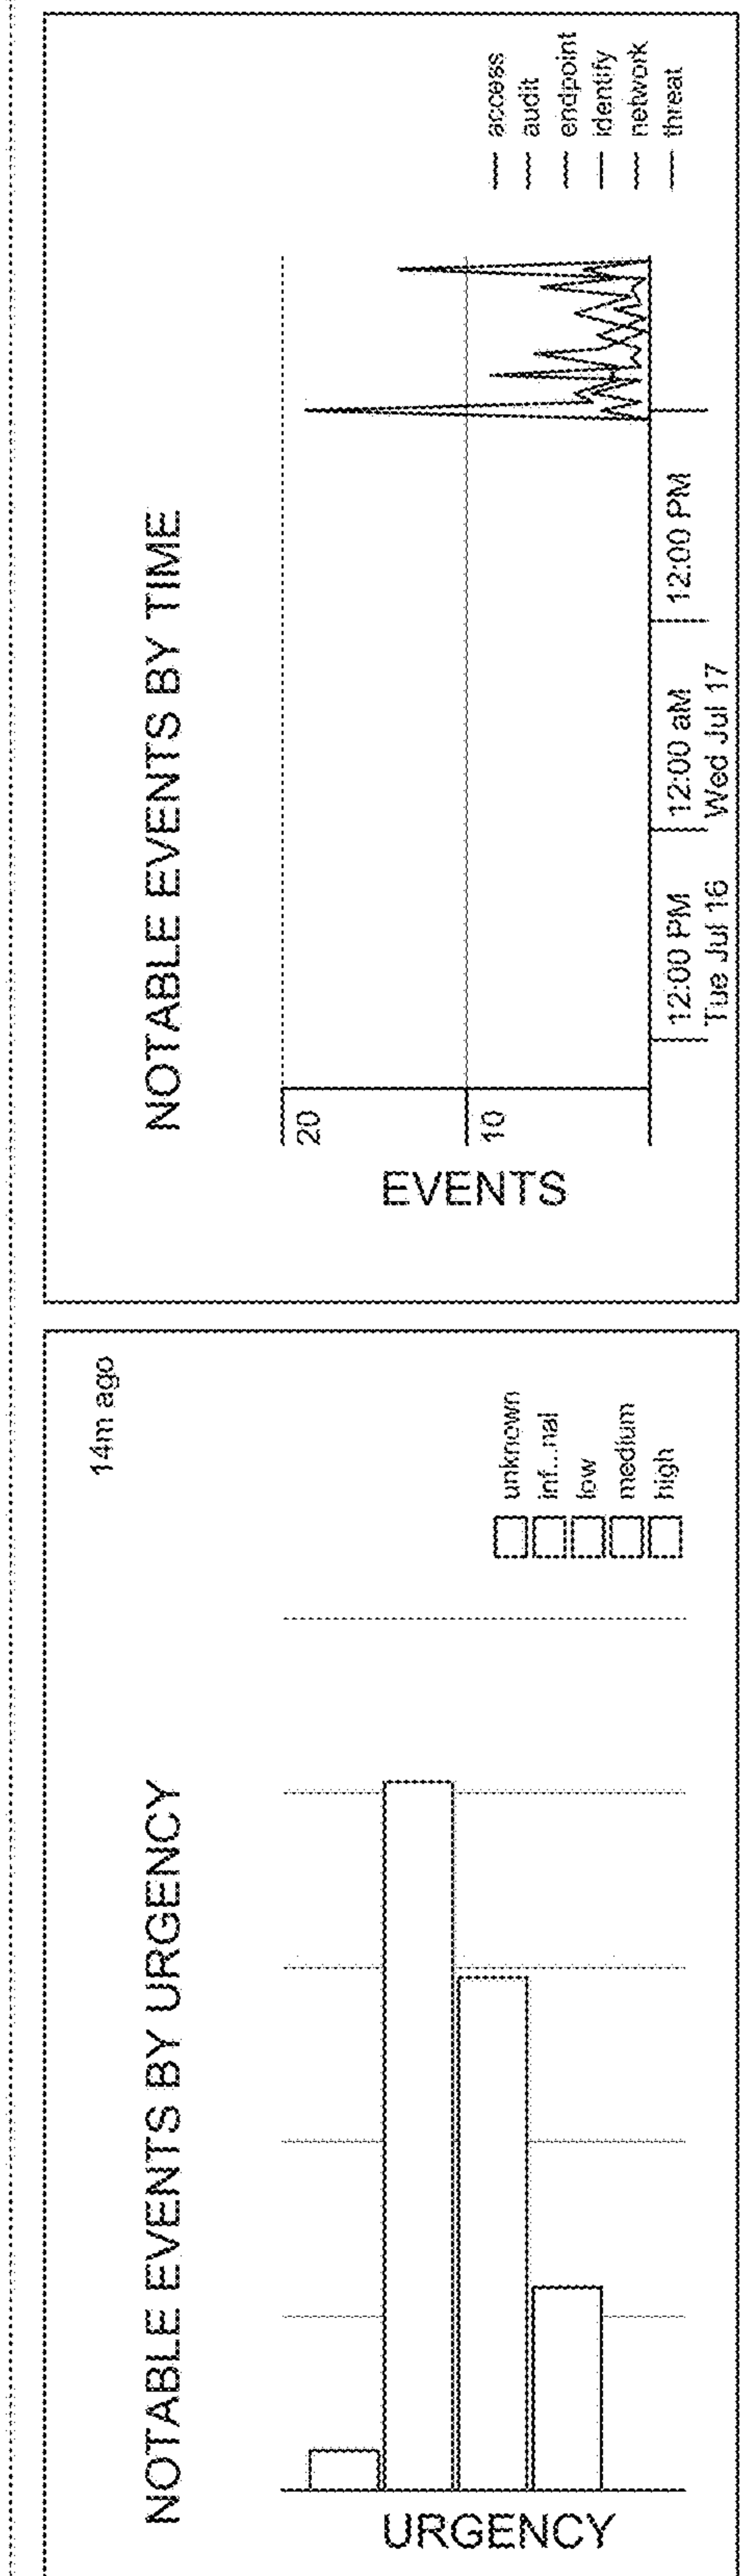 NOTABLE EVENTS BY URGENCY
14m ago
URGENCY
unknown
inf...nal
low
medium
high
NOTABLE EVENTS BY TIME
EVENTS
20
10
12:00 PM
Tue Jul 16
12:00 aM
Wed Jul 17
12:00 PM
access
audit
endpoint
identify
network
threat